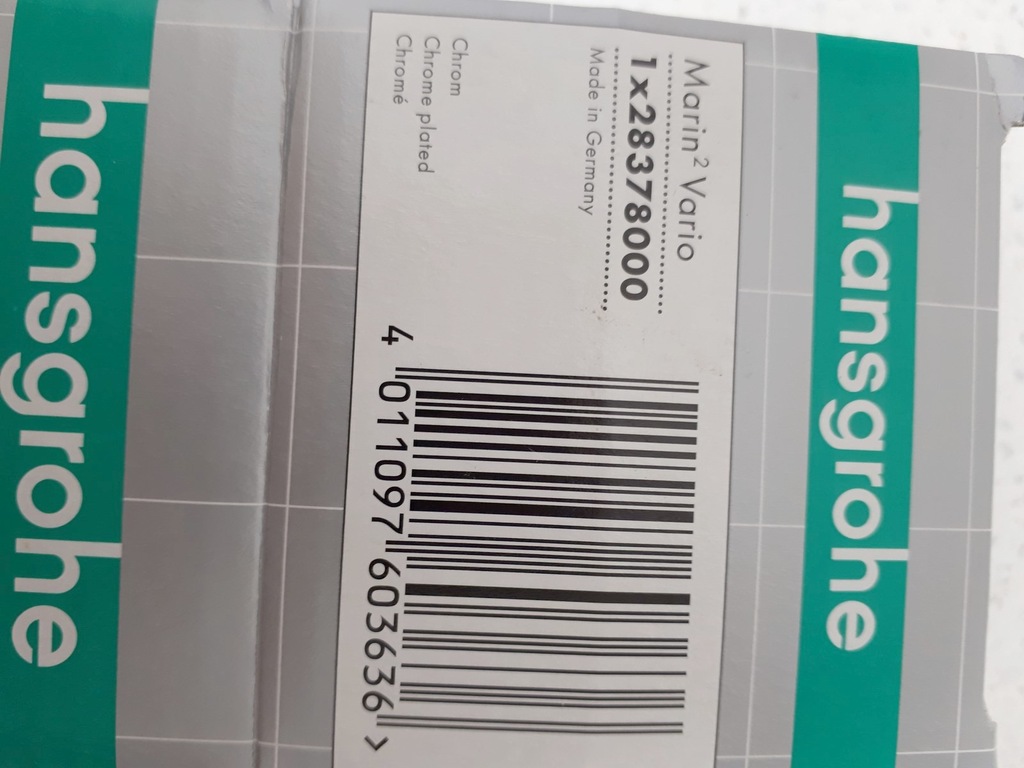 hansgrohe
Marin² Vario
1x28378000
Made in Germany
Chrom
Chrome plated
Chromé
4 011097 603636 >
hansgrohe